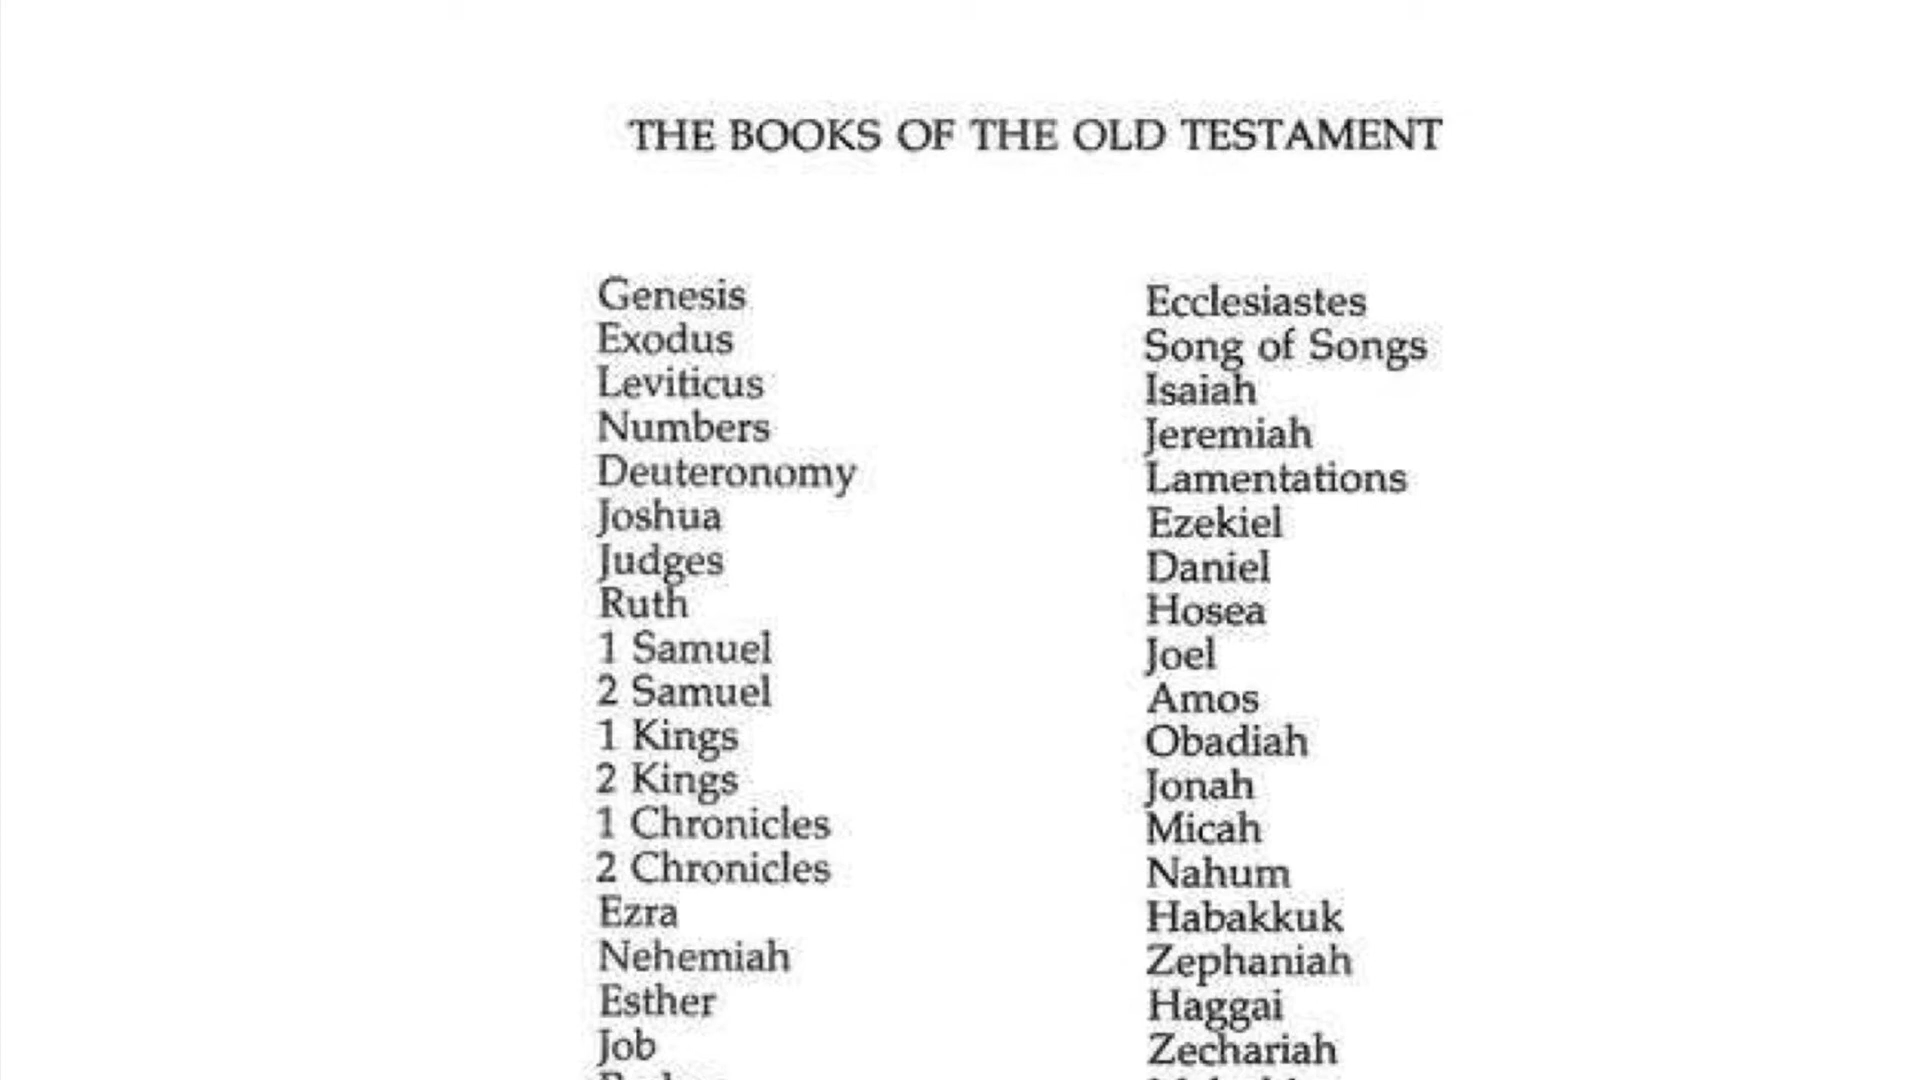 THE BOOKS OF THE OLD TESTAMENT
Genesis
Exodus
Leviticus
Numbers
Deuteronomy
Joshua
Judges
Ruth
1 Samuel
2 Samuel
1 Kings
2 Kings
1 Chronicles
2 Chronicles
Ezra
Nehemiah
Esther
Job
Ecclesiastes
Song of Songs
Isaiah
Jeremiah
Lamentations
Ezekiel
Daniel
Hosea
Joel
Amos
Obadiah
Jonah
Micah
Nahum
Habakkuk
Zephaniah
Haggai
Zechariah